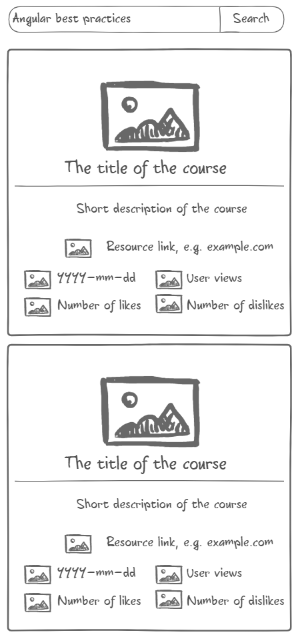 Angular best practices Search
The title of the course
Short description of the course
Resource link, e.g. example.com
YYYY-mm-dd User views
Number of likes Number of dislikes
The title of the course
Short description of the course
Resource link, e.g. example.com
YYYY-mm-dd User views
Number of likes Number of dislikes